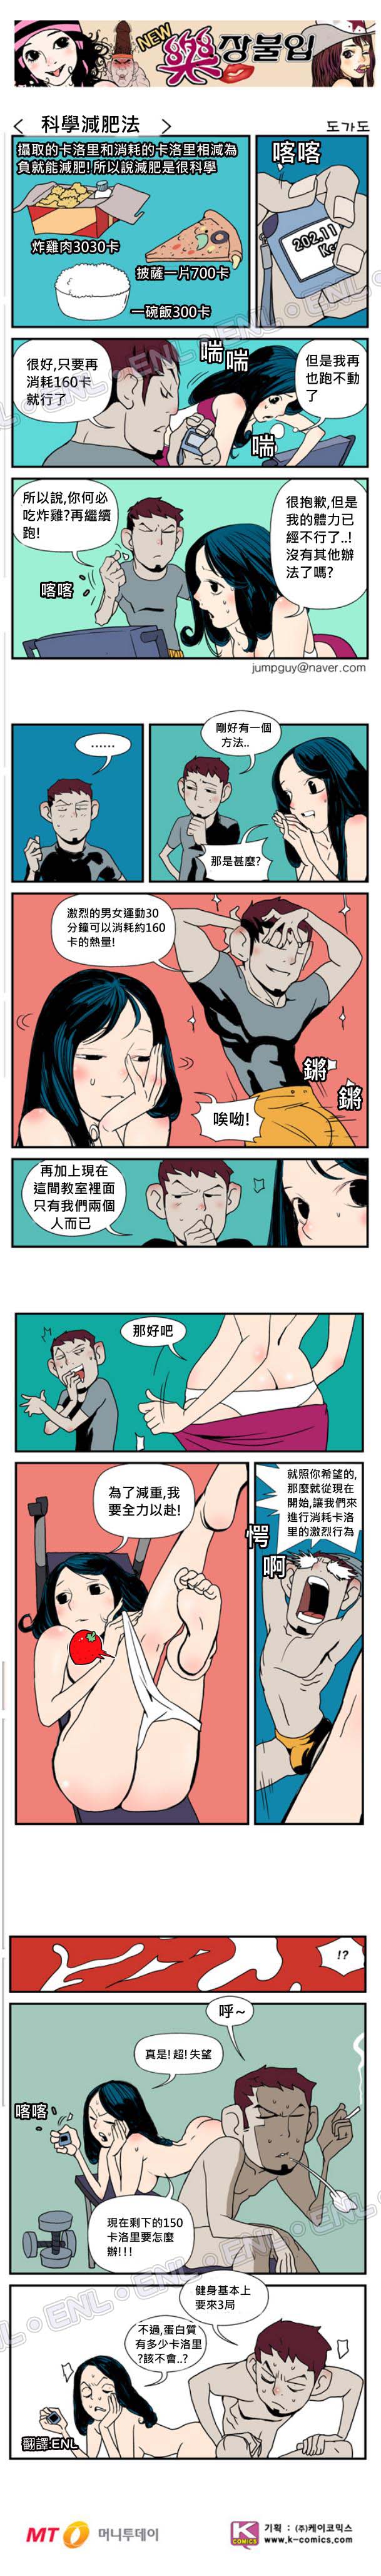 NEW 樂 장불입
< 科學減肥法 >
도가도
攝取的卡洛里和消耗的卡洛里相減為
負就能減肥!所以說減肥是很科學
炸雞肉3030卡
披薩一片700卡
一碗飯300卡
喀喀
202.11
Kc
很好,只要再
消耗160卡
就行了
喘
喘
喘
但是我再
也跑不動
了
所以說,你何必
吃炸雞?再繼續
跑!
喀喀
很抱歉,但是
我的體力已
經不行了..!
沒有其他辦
法了嗎?
jumpguy@naver.com
......
剛好有一個
方法..
那是甚麼?
激烈的男女運動30
分鐘可以消耗約160
卡的熱量!
鏘
鏘
唉呦!
再加上現在
這間教室裡面
只有我們兩個
人而已
那好吧
為了減重,我
要全力以赴!
就照你希望的,
那麼就從現在
開始,讓我們來
進行消耗卡洛
里的激烈行為
愕
啊
!?
呼~
真是!超!失望
喀喀
現在剩下的150
卡洛里要怎麼
辦!!!
健身基本上
要來3局
不過,蛋白質
有多少卡洛里
?該不會..?
翻譯:ENL
ENL
MT 머니투데이
K COMICS
기획 : (주)케이코믹스
www.k-comics.com